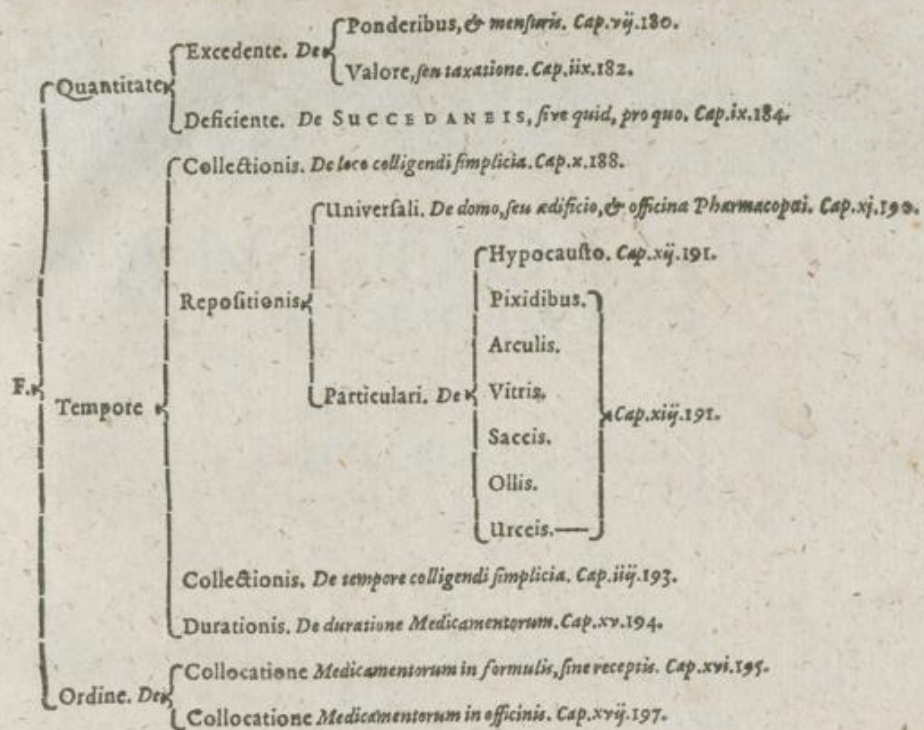 Ponderibus, & mensuris. Cap.vij.180.
Excedente. De
Valore, seu taxatione. Cap.iix.182.
Quantitate
Deficiente. De SUCCEDANEIS, sive quid, pro quo. Cap.ix.184.
Collectionis. De loco colligendi simplicia. Cap.x.188.
Universali. De domo, seu ædificio, & officina Pharmacopæi. Cap.xj.190.
Hypocausto. Cap.xij.191.
Repositionis
Pixidibus.
Arculis.
F.
Tempore
Particulari. De
Vitris.
Cap.xiij.191.
Saccis.
Ollis.
Urceis.
Collectionis. De tempore colligendi simplicia. Cap.iiij.193.
Durationis. De duratione Medicamentorum. Cap.xv.194.
Collocatione Medicamentorum in formulis, sine receptis. Cap.xvi.195.
Ordine. De
Collocatione Medicamentorum in officinis. Cap.xvij.197.